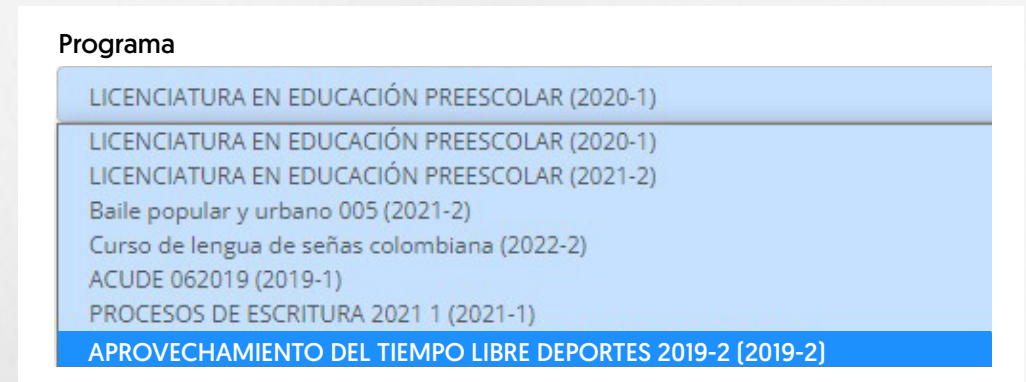 Programa
LICENCIATURA EN EDUCACIÓN PREESCOLAR (2020-1)
LICENCIATURA EN EDUCACIÓN PREESCOLAR (2020-1)
LICENCIATURA EN EDUCACIÓN PREESCOLAR (2021-2)
Baile popular y urbano 005 (2021-2)
Curso de lengua de señas colombiana (2022-2)
ACUDE 062019 (2019-1)
PROCESOS DE ESCRITURA 2021 1 (2021-1)
APROVECHAMIENTO DEL TIEMPO LIBRE DEPORTES 2019-2 (2019-2)